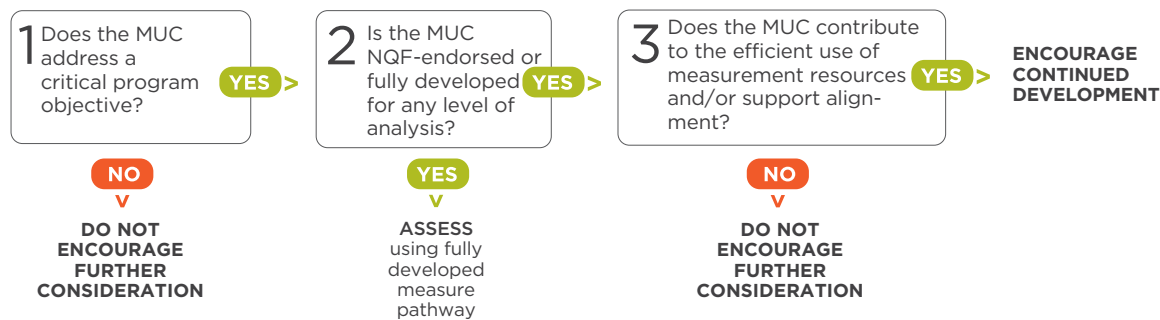 1 Does the MUC
address a
critical program
objective?
YES >
2 Is the MUC
NQF-endorsed or
fully developed
for any level of
analysis?
YES >
3 Does the MUC contribute
to the efficient use of
measurement resources
and/or support align-
ment?
YES >
ENCOURAGE
CONTINUED
DEVELOPMENT
NO
DO NOT
ENCOURAGE
FURTHER
CONSIDERATION
YES
ASSESS
using fully
developed
measure
pathway
NO
DO NOT
ENCOURAGE
FURTHER
CONSIDERATION